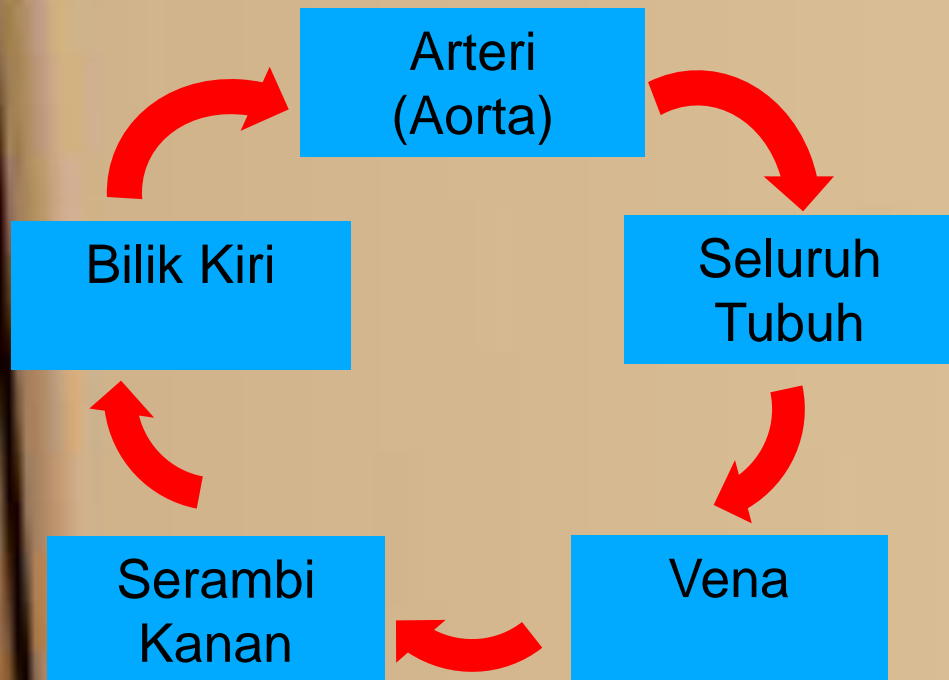 Arteri
(Aorta)
Seluruh
Tubuh
Vena
Serambi
Kanan
Bilik Kiri